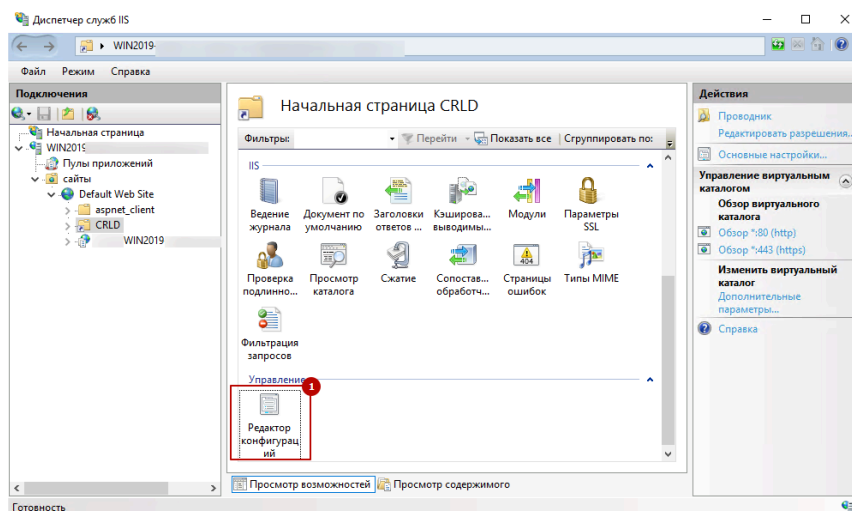 Диспетчер служб IIS
WIN2019-
Файл Режим Справка
Подключения
Начальная страница
WIN2019
Пулы приложений
сайты
Default Web Site
aspnet_client
CRLD
WIN2019
Начальная страница CRLD
Фильтры: Перейти Показать все Сгруппировать по:
IIS
Ведение журнала
Документ по умолчанию
Заголовки ответов ...
Кэширова... выводимы...
Модули
Параметры SSL
Проверка подлинно...
Просмотр каталога
Сжатие
Сопостав... обработч...
404
Страницы ошибок
Типы MIME
Фильтрация запросов
Управление
1
Редактор
конфигурац
ий
Просмотр возможностей Просмотр содержимого
Действия
Проводник
Редактировать разрешения...
Основные настройки...
Управление виртуальным
каталогом
Обзор виртуального
каталога
Обзор *:80 (http)
Обзор *:443 (https)
Изменить виртуальный
каталог
Дополнительные
параметры...
Справка
Готовность